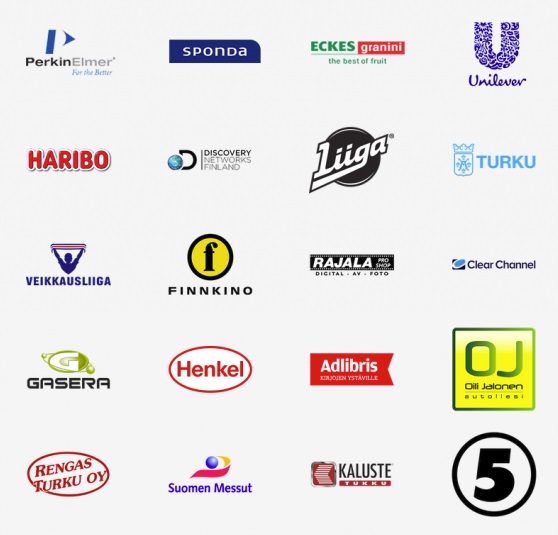 PerkinElmer®
For the Better
SPONDA
ECKES granini
the best of fruit
Unilever
HARIBO
D
DISCOVERY
NETWORKS
FINLAND
Liiga®
TURKU
VEIKKAUSLIIGA
f
FINNKINO
RAJALA PRO
SHOP
DIGITAL - AV - FOTO
Clear Channel
G
GASERA
Henkel
Adlibris
KIRJOJEN YSTÄVILLE
OJ
Olli Jalonen
autollesi
RENGAS
TURKU OY
Suomen Messut
KALUSTE
TUKKU
5